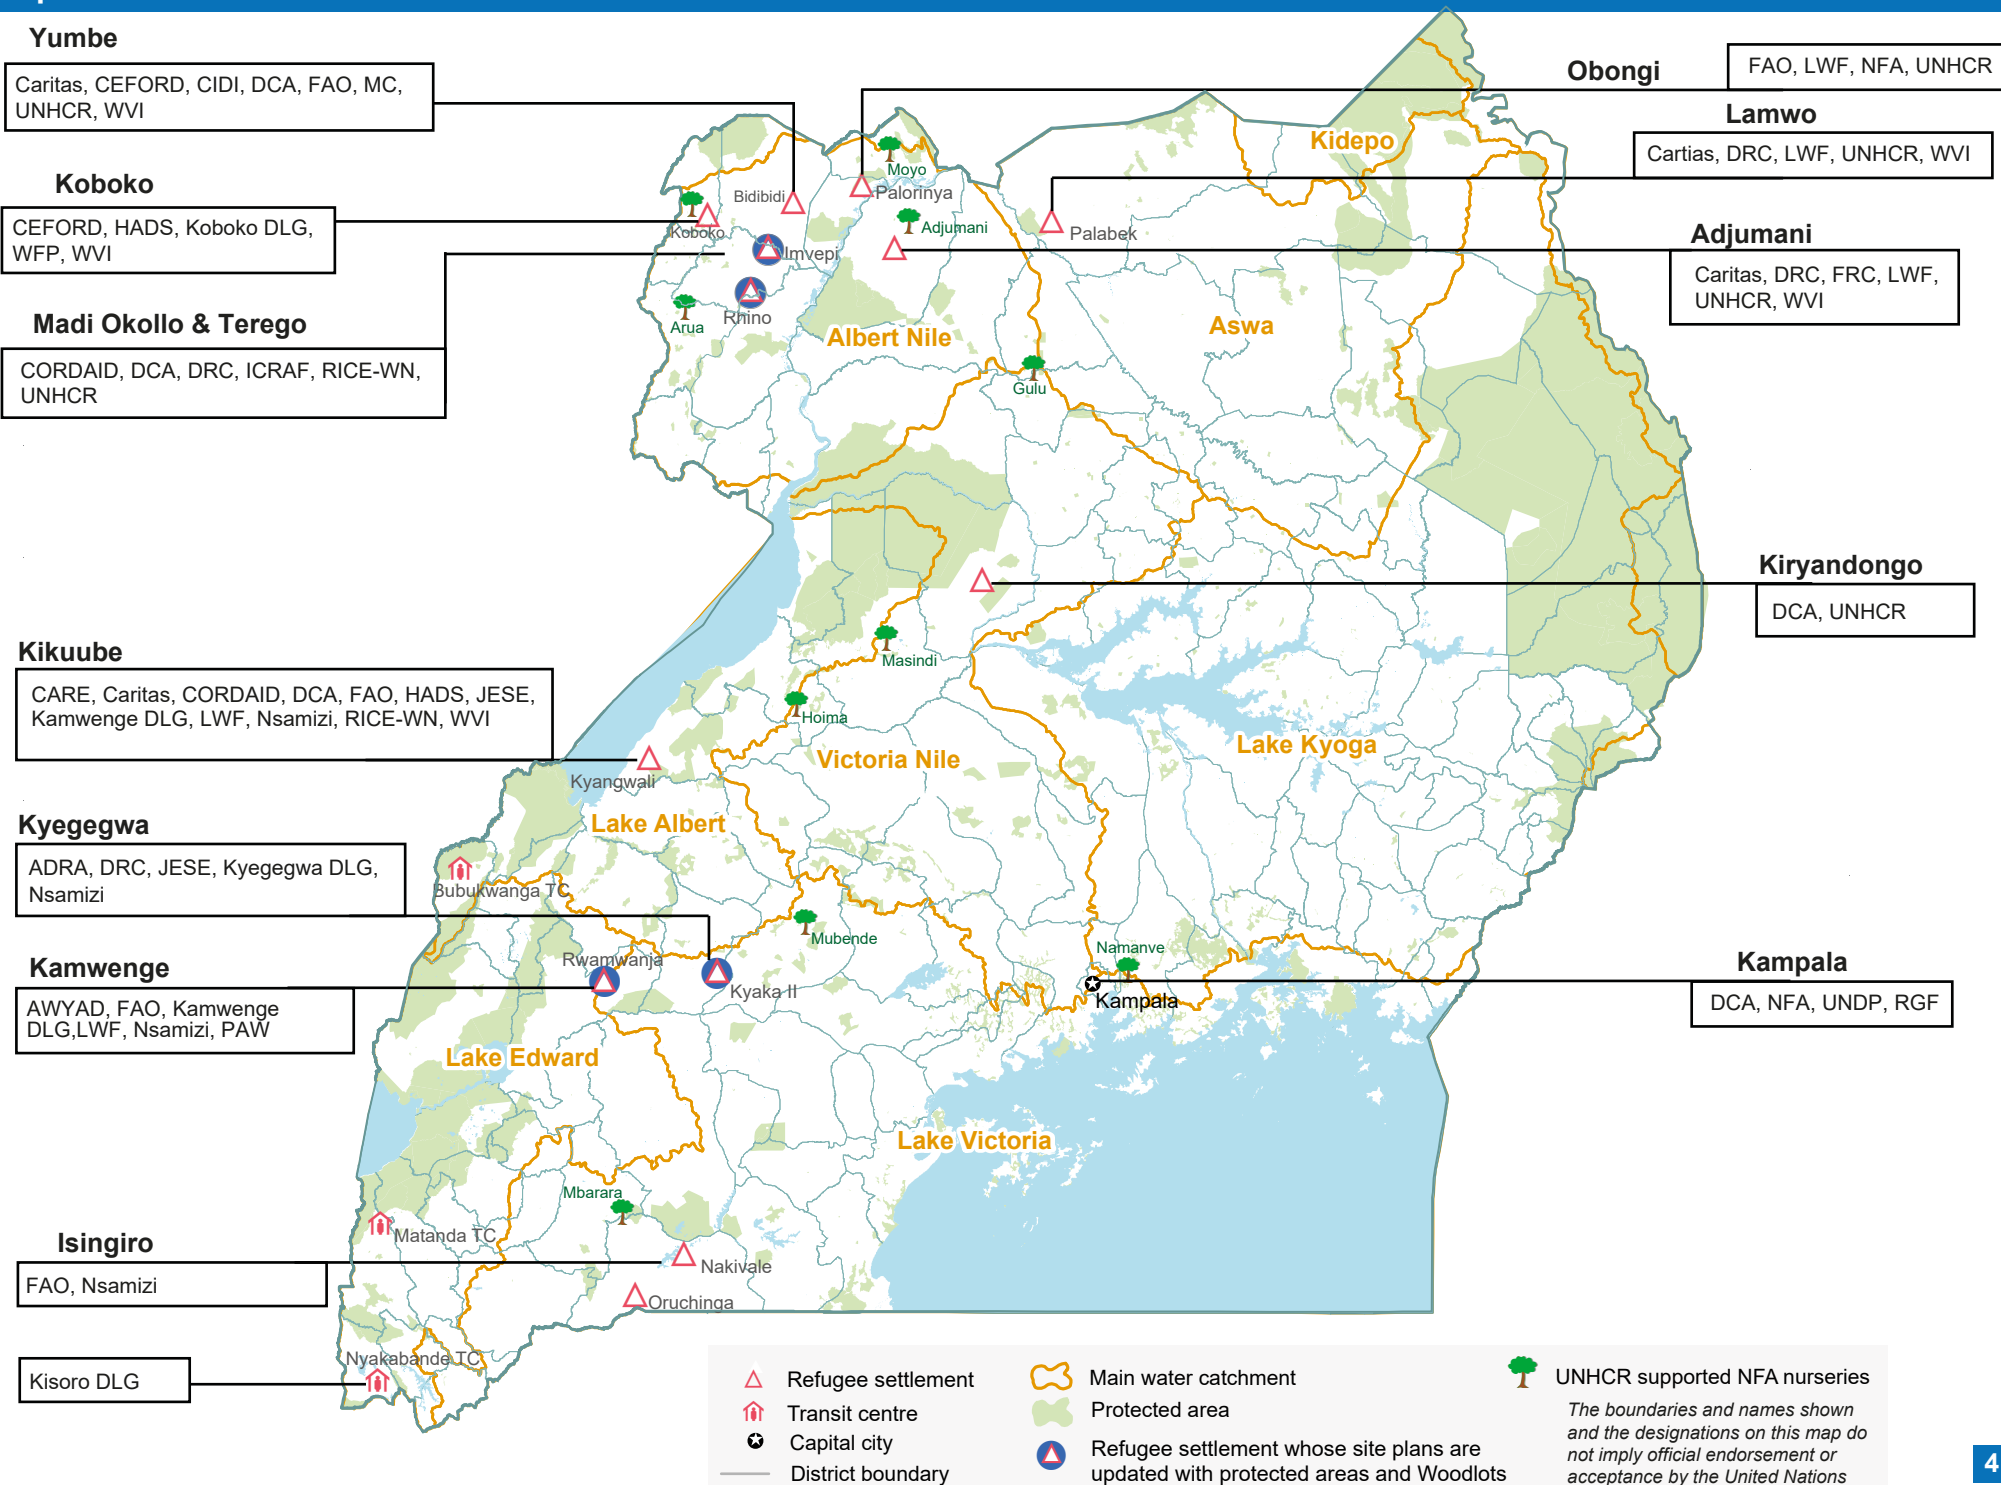 Yumbe
Caritas, CEFORD, CIDI, DCA, FAO, MC,
UNHCR, WVI
Koboko
CEFORD, HADS, Koboko DLG,
WFP, WVI
Madi Okollo & Terego
CORDAID, DCA, DRC, ICRAF, RICE-WN,
UNHCR
Kikuube
CARE, Caritas, CORDAID, DCA, FAO, HADS, JESE,
Kamwenge DLG, LWF, Nsamizi, RICE-WN, WVI
Kyegegwa
ADRA, DRC, JESE, Kyegegwa DLG,
Nsamizi
Kamwenge
AWYAD, FAO, Kamwenge
DLG,LWF, Nsamizi, PAW
Isingiro
FAO, Nsamizi
Kisoro DLG
Obongi
FAO, LWF, NFA, UNHCR
Lamwo
Cartias, DRC, LWF, UNHCR, WVI
Adjumani
Caritas, DRC, FRC, LWF,
UNHCR, WVI
Kiryandongo
DCA, UNHCR
Kampala
DCA, NFA, UNDP, RGF
Kidepo
Moyo
Bidibidi
Palorinya
Koboko
Adjumani
Palabek
Imvepi
Rhino
Arua
Albert Nile
Aswa
Gulu
Masindi
Hoima
Victoria Nile
Lake Kyoga
Kyangwali
Lake Albert
Bubukwanga TC
Mubende
Namanve
Rwamwanja
Kyaka II
Kampala
Lake Edward
Lake Victoria
Mbarara
Matanda TC
Nakivale
Oruchinga
Nyakabande TC
Refugee settlement
Transit centre
Capital city
District boundary
Main water catchment
Protected area
Refugee settlement whose site plans are
updated with protected areas and Woodlots
UNHCR supported NFA nurseries
The boundaries and names shown
and the designations on this map do
not imply official endorsement or
acceptance by the United Nations
4